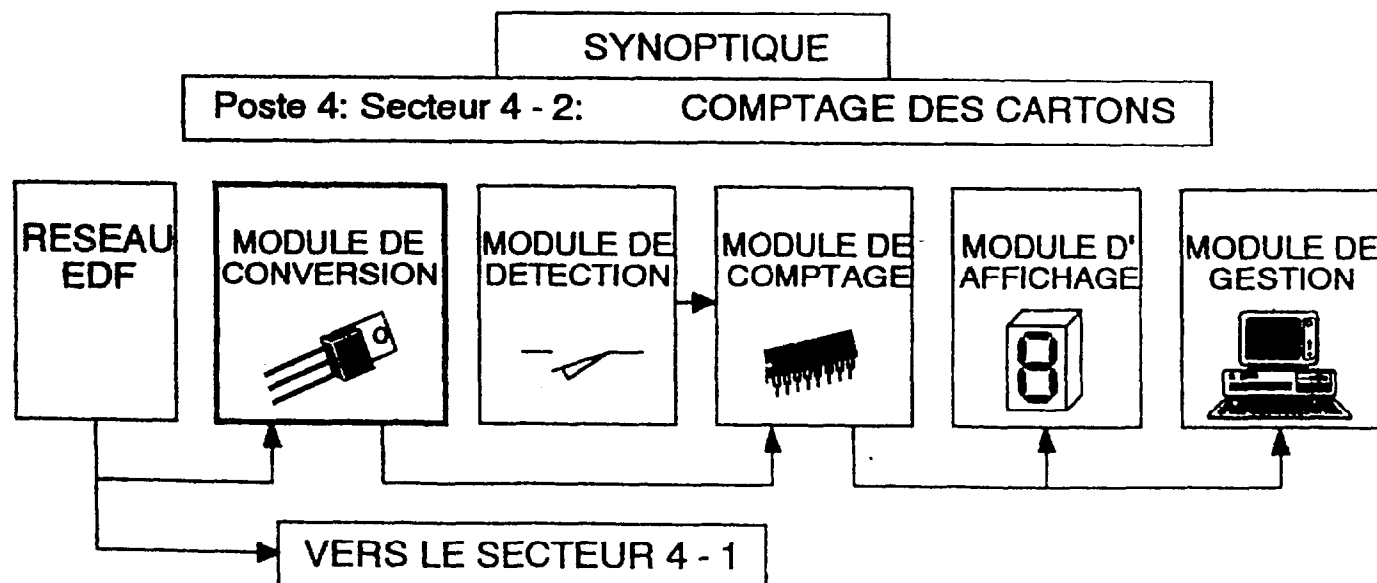 SYNOPTIQUE
Poste 4: Secteur 4 - 2: COMPTAGE DES CARTONS
RESEAU
EDF
MODULE DE
CONVERSION
MODULE DE
DETECTION
MODULE DE
COMPTAGE
MODULE D'
AFFICHAGE
MODULE DE
GESTION
VERS LE SECTEUR 4 - 1